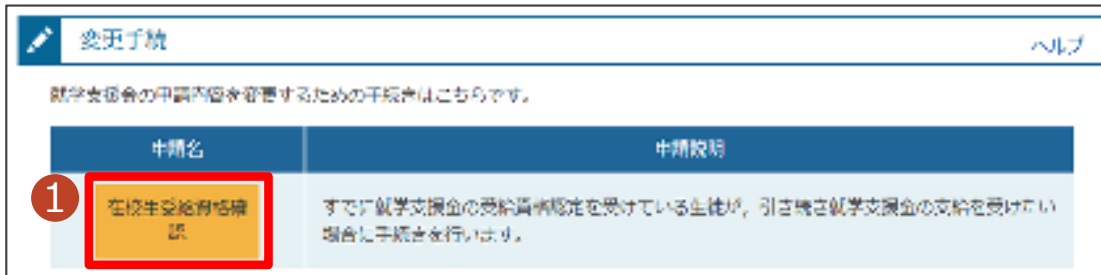 変更手続
ヘルプ
就学支援金の申請内容を変更するための手続きはこちらです。
申請名
申請説明
1
在校生受給資格確
認
すでに就学支援金の受給資格認定を受けている生徒が，引き続き就学支援金の支給を受けたい
場合に手続きを行います。